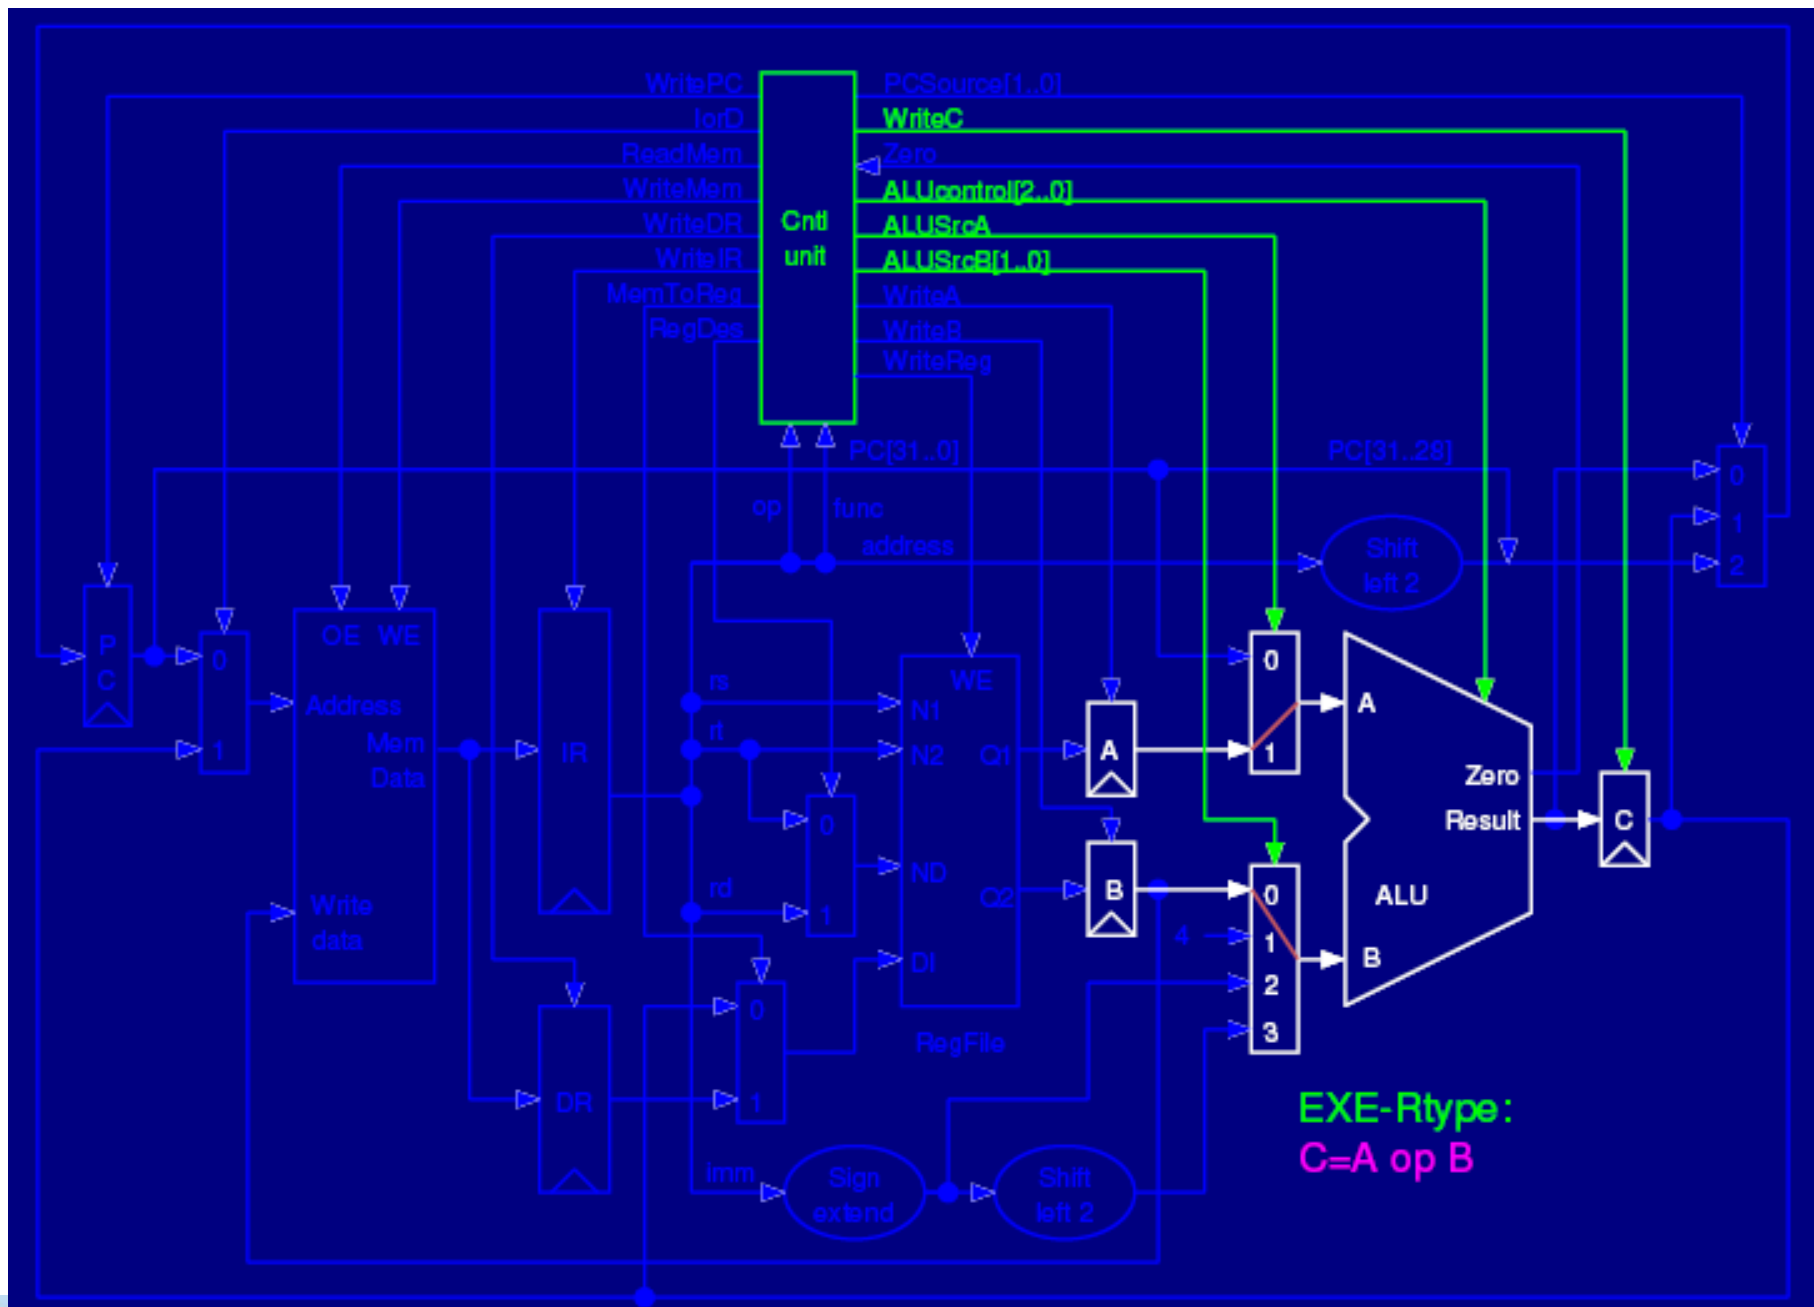 WritePC
PCSource[1..0]
IorD
WriteC
ReadMem
Zero
WriteMem
ALUcontrol[2..0]
WriteDR
ALUSrcA
WriteIR
ALUSrcB[1..0]
MemToReg
WriteA
RegDes
WriteB
WriteReg
Cntl
unit
PC[31..0]
PC[31..28]
op
func
address
Shift
left 2
0
1
2
P
C
0
1
OE WE
Address
Mem
Data
Write
data
IR
DR
rs
rt
rd
imm
0
1
0
1
WE
N1
N2
ND
DI
Q1
Q2
RegFile
A
B
4
0
1
0
1
2
3
A
B
ALU
Zero
Result
C
Sign
extend
Shift
left 2
EXE-Rtype:
C=A op B